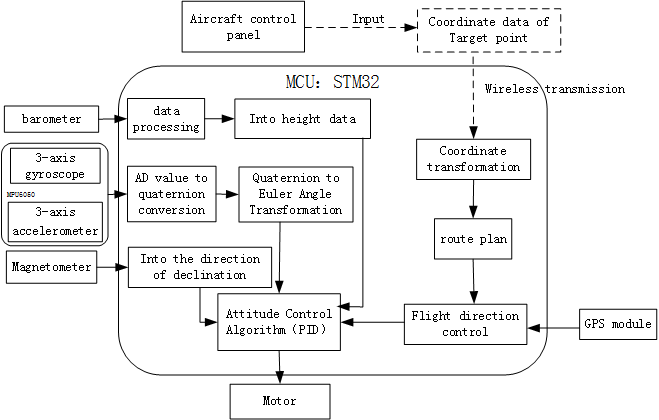 Aircraft control
panel
Input
Coordinate data of
Target point
MCU: STM32
Wireless transmission
barometer
data
processing
Into height data
Coordinate
transformation
3-axis
gyroscope
MPU6050
3-axis
accelerometer
AD value to
quaternion
conversion
Quaternion to
Euler Angle
Transformation
route plan
Magnetometer
Into the direction
of declination
Attitude Control
Algorithm (PID)
Flight direction
control
GPS module
Motor